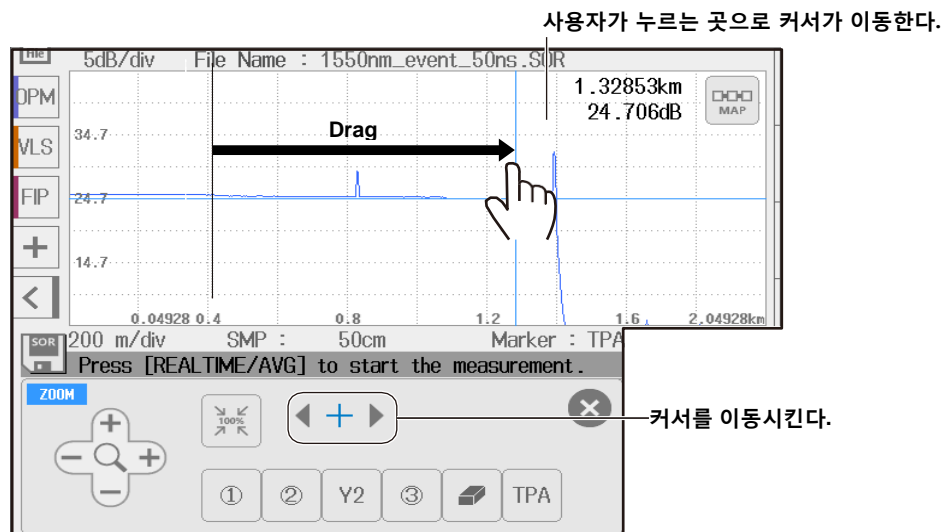 사용자가 누르는 곳으로 커서가 이동한다.
File
5dB/div File Name : 1550nm_event_50ns.SOR
1.32853km
24.706dB
MAP
OPM
VLS
FIP
Drag
34.7
24.7
14.7
0.04928 0.4 0.8 1.2 1.6 2.04928km
SOR
200 m/div SMP : 50cm Marker : TPA
Press [REALTIME/AVG] to start the measurement.
ZOOM
100%
커서를 이동시킨다.
① ② Y2 ③ TPA